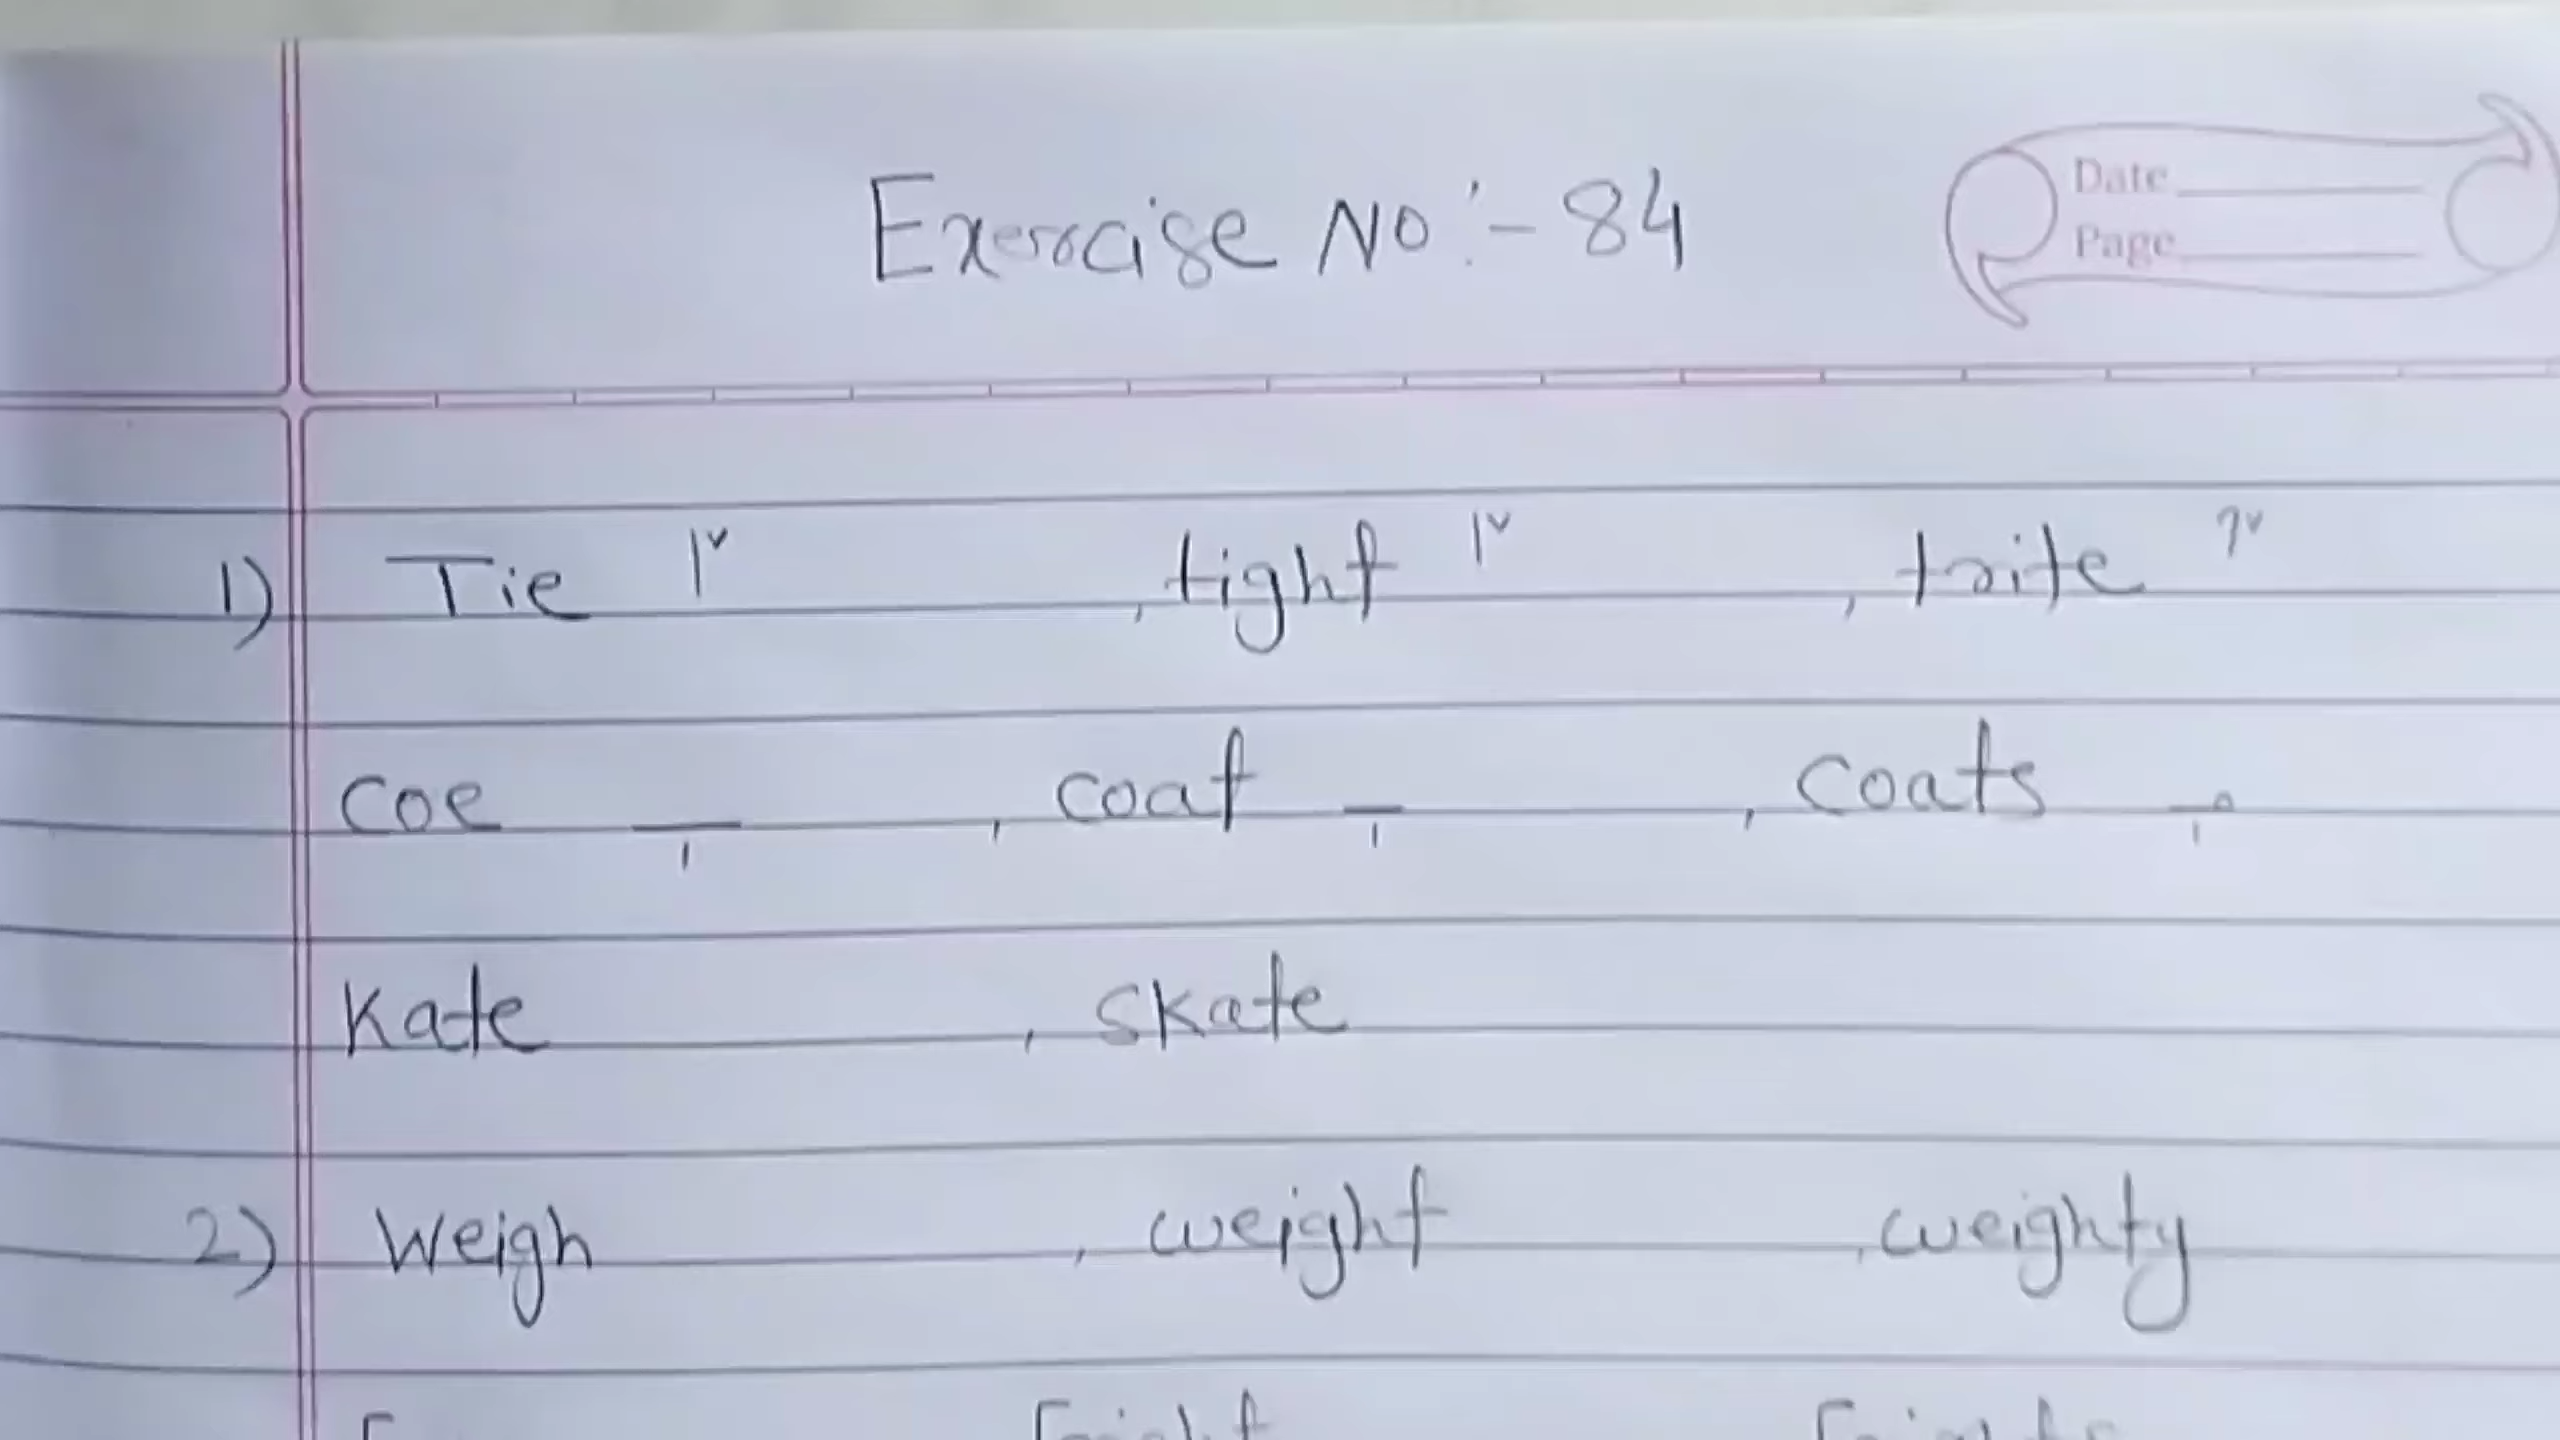 Exercise No :- 84
Date
Page
1) Tie , tight , trite
coe , coat , coats
Kate , skate
2) Weigh , weight , weighty